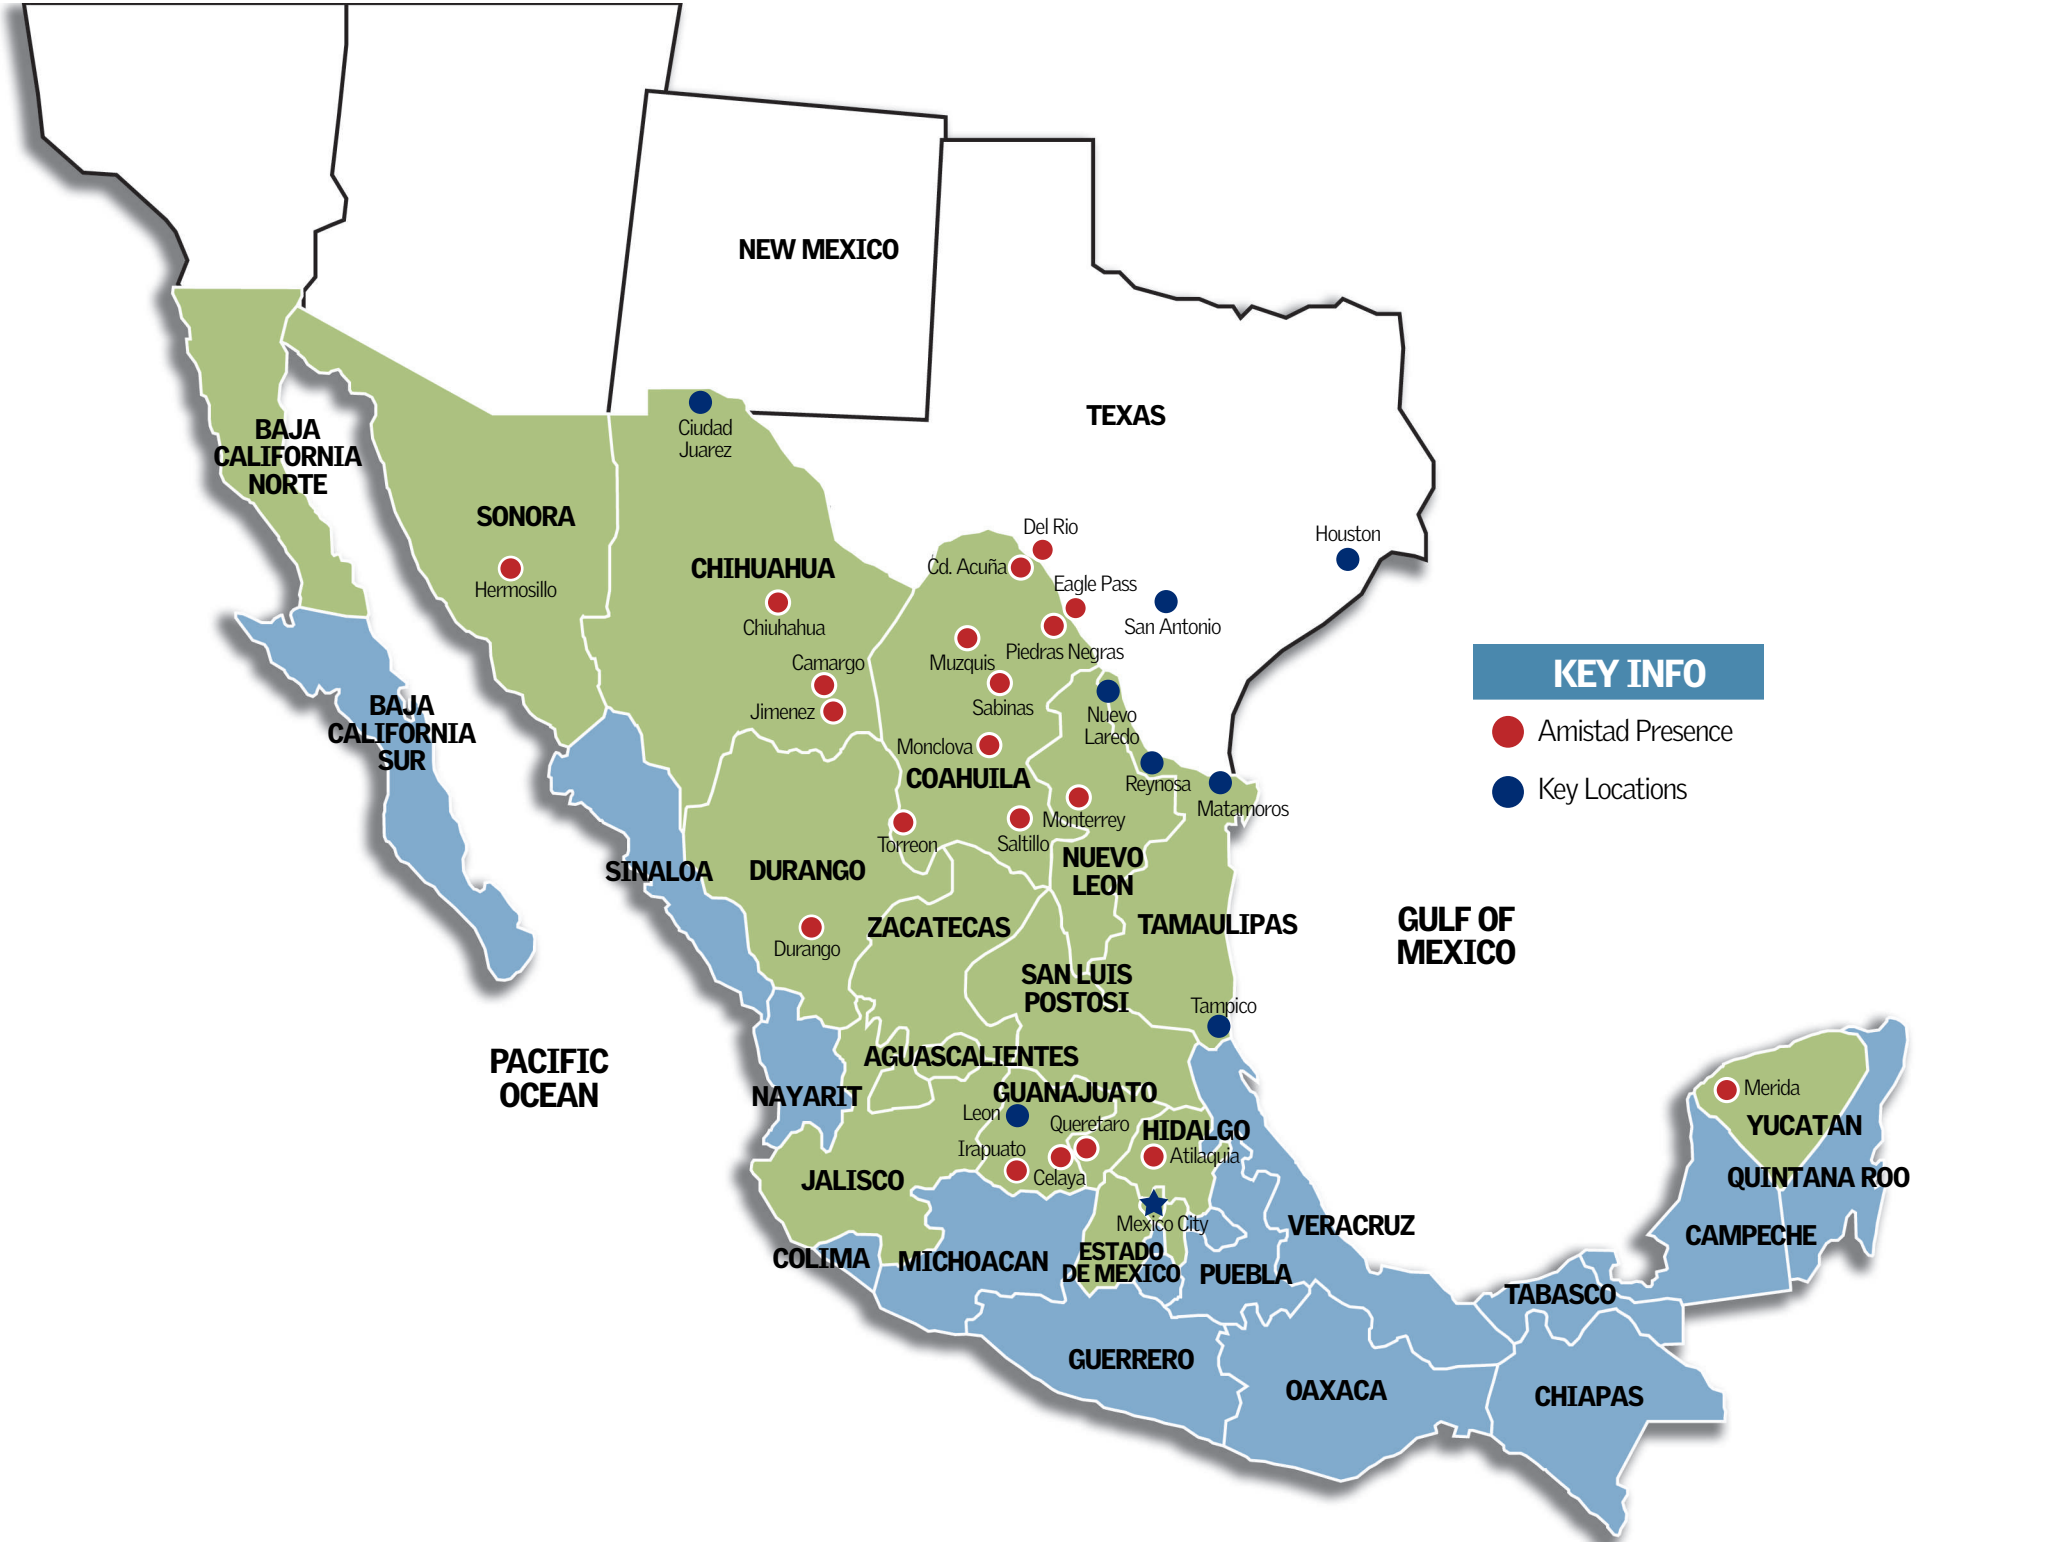 NEW MEXICO
TEXAS
Ciudad
Juarez
BAJA
CALIFORNIA
NORTE
SONORA
Hermosillo
CHIHUAHUA
Chiuhahua
Camargo
Jimenez
Del Rio
Cd. Acuña
Eagle Pass
Houston
San Antonio
Muzquis
Piedras Negras
Sabinas
Nuevo
Laredo
Monclova
COAHUILA
Reynosa
Matamoros
Monterrey
Saltillo
Torreon
KEY INFO
Amistad Presence
Key Locations
BAJA
CALIFORNIA
SUR
SINALOA
DURANGO
Durango
NUEVO
LEON
ZACATECAS
TAMAULIPAS
GULF OF
MEXICO
SAN LUIS
POSTOSI
Tampico
PACIFIC
OCEAN
AGUASCALIENTES
NAYARIT
GUANAJUATO
Leon
Queretaro
Irapuato
Celaya
HIDALGO
Atilaquia
JALISCO
Mexico City
COLIMA
MICHOACAN
ESTADO
DE MEXICO
PUEBLA
VERACRUZ
Merida
YUCATAN
QUINTANA ROO
CAMPECHE
TABASCO
GUERRERO
OAXACA
CHIAPAS